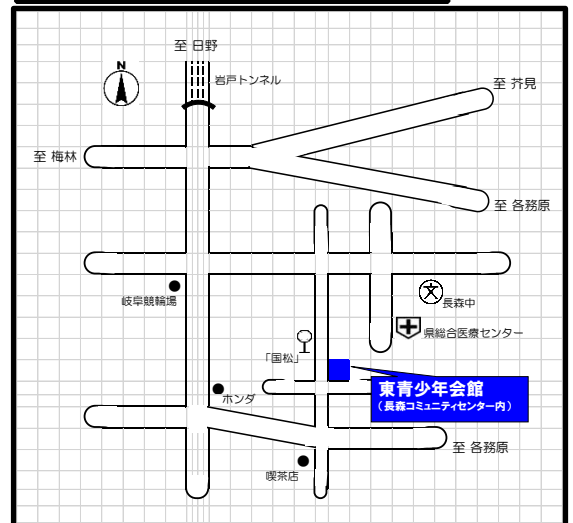 至 日野
N
岩戸トンネル
至 芥見
至 梅林
至 各務原
岐阜競輪場
長森中
県総合医療センター
「国松」
東青少年会館
（長森コミュニティセンター内）
ホンダ
至 各務原
喫茶店